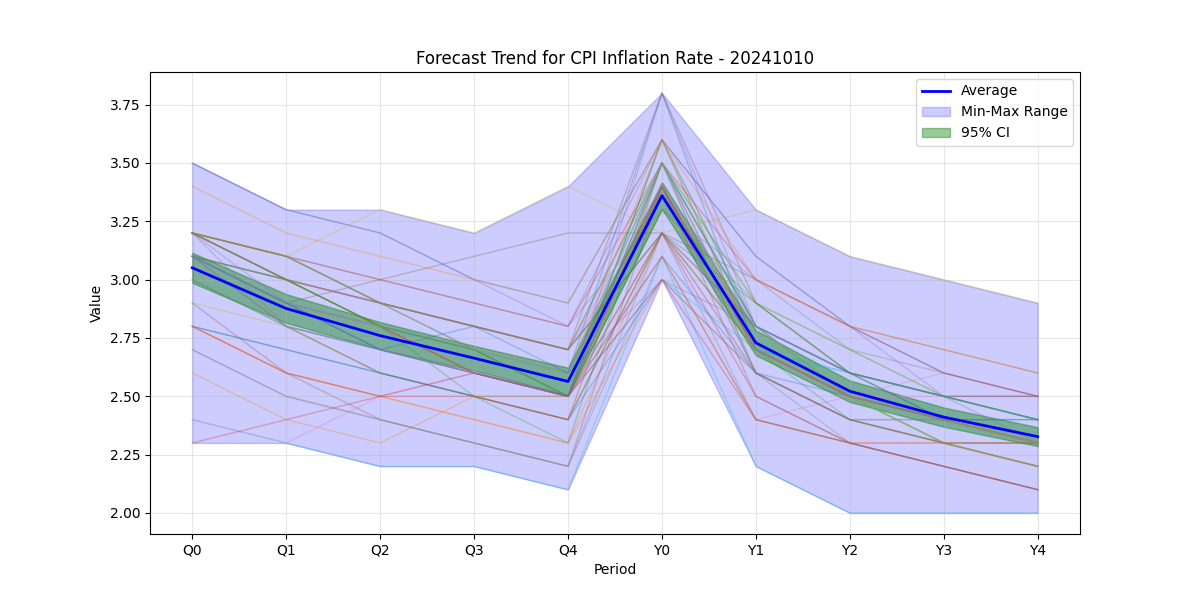 Forecast Trend for CPI Inflation Rate - 20241010
Average
Min-Max Range
95% CI
Value
3.75
3.50
3.25
3.00
2.75
2.50
2.25
2.00
Q0 Q1 Q2 Q3 Q4 Y0 Y1 Y2 Y3 Y4
Period